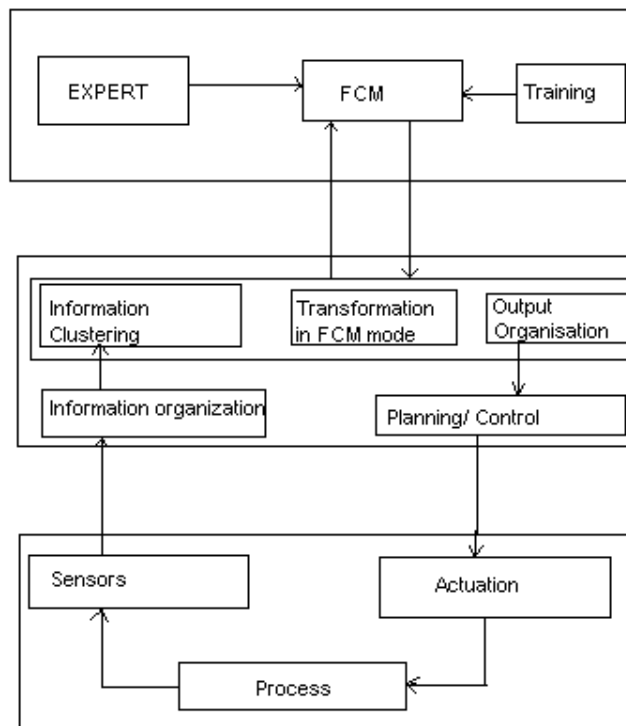 EXPERT
FCM
Training
Information
Clustering
Transformation
in FCM mode
Output
Organisation
Information organization
Planning/ Control
Sensors
Actuation
Process